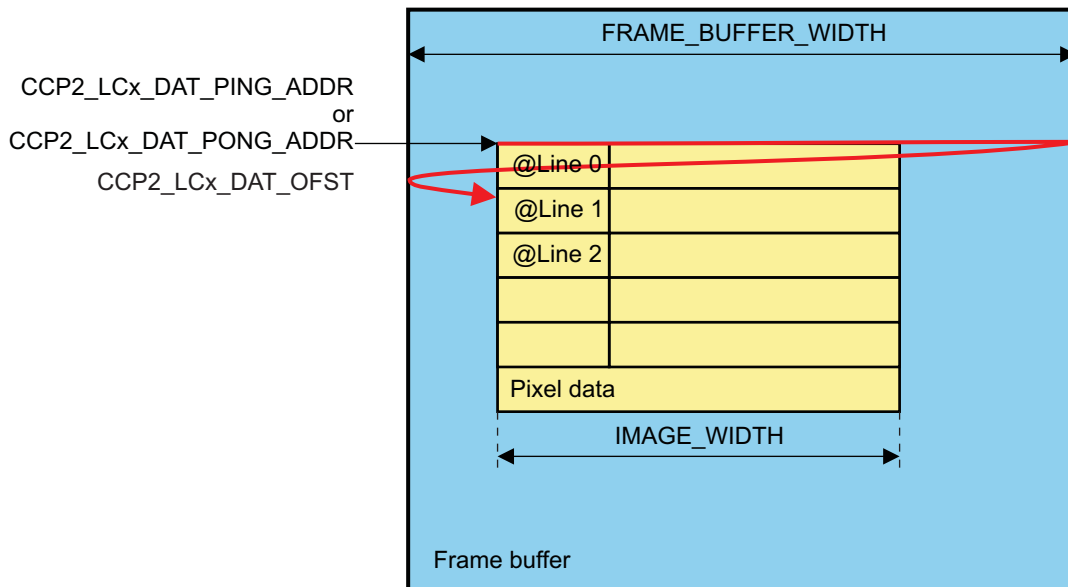 FRAME_BUFFER_WIDTH
CCP2_LCx_DAT_PING_ADDR
or
CCP2_LCx_DAT_PONG_ADDR
CCP2_LCx_DAT_OFST
@Line 0
@Line 1
@Line 2
Pixel data
IMAGE_WIDTH
Frame buffer